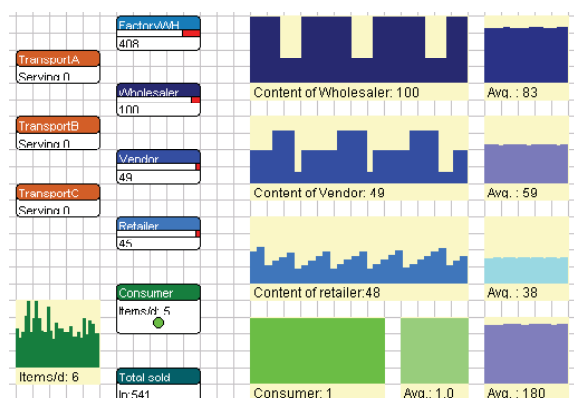 FactoryWH
408
TransportA
Serving 0
Wholesaler
100
Content of Wholesaler: 100
Avg. : 83
TransportB
Serving 0
Vendor
49
Content of Vendor: 49
Avg. : 59
TransportC
Serving 0
Retailer
45
Content of retailer:48
Avg. : 38
Consumer
Items/d: 5
Items/d: 6
Total sold
In:541
Consumer: 1
Avg.: 1.0
Avg. : 180